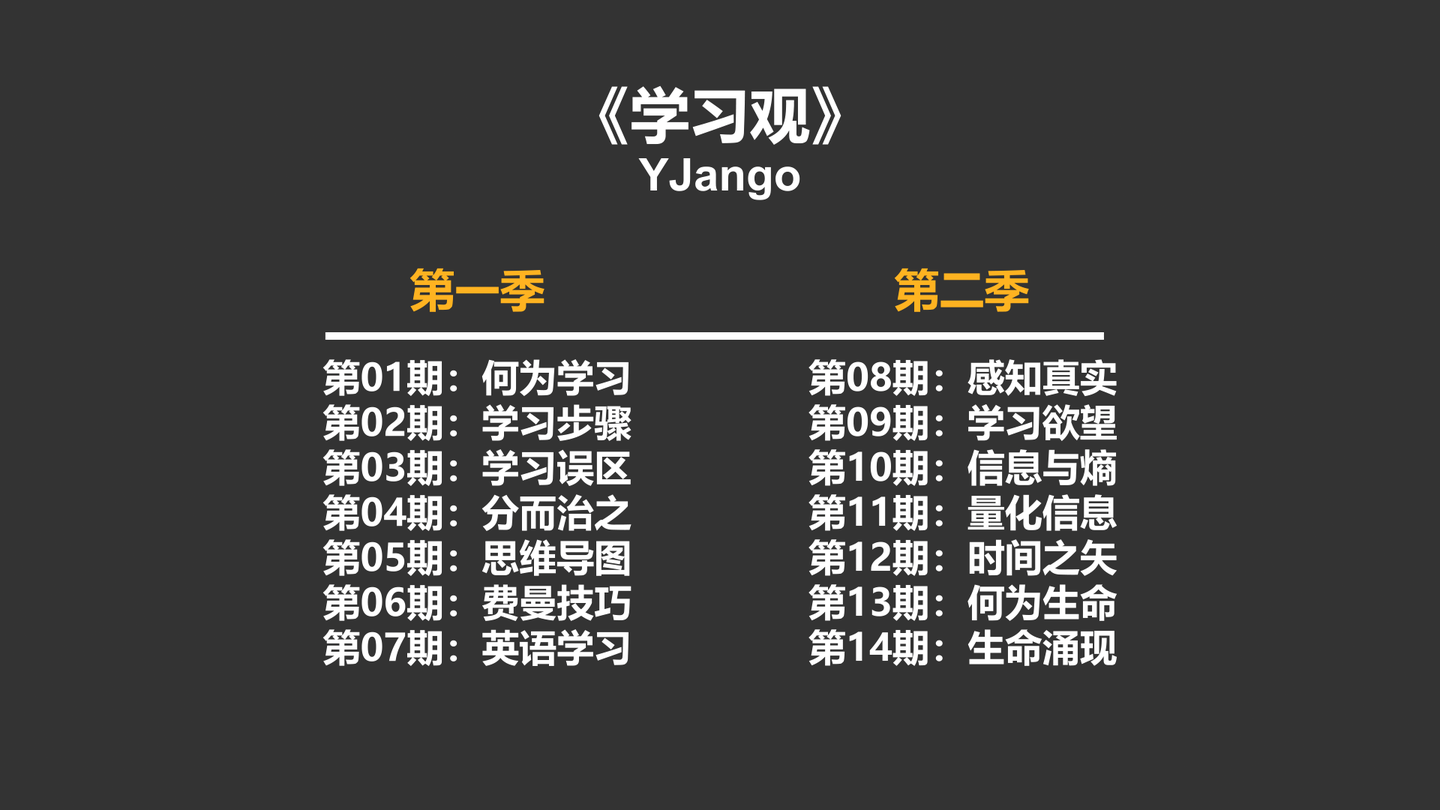 《学习观》
YJango
第一季
第01期：何为学习
第02期：学习步骤
第03期：学习误区
第04期：分而治之
第05期：思维导图
第06期：费曼技巧
第07期：英语学习
第二季
第08期：感知真实
第09期：学习欲望
第10期：信息与熵
第11期：量化信息
第12期：时间之矢
第13期：何为生命
第14期：生命涌现